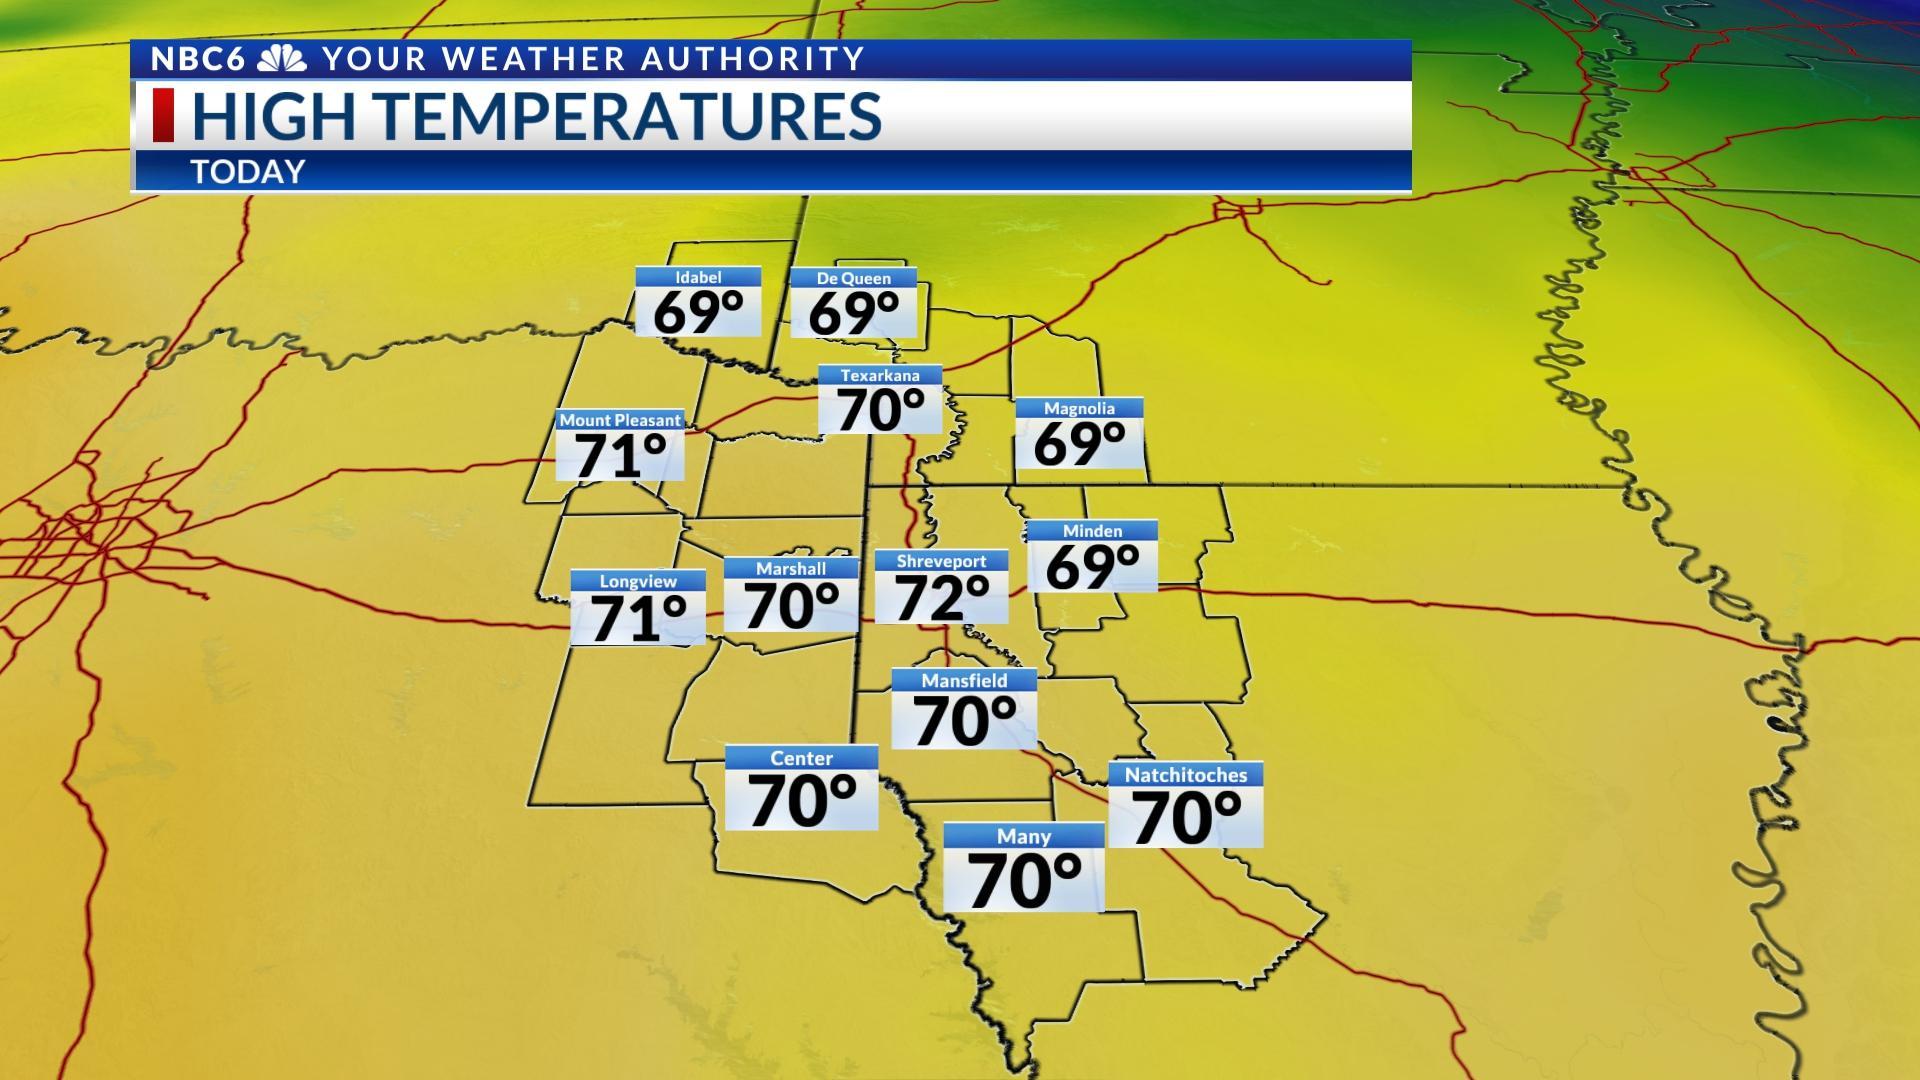 NBC6 YOUR WEATHER AUTHORITY
HIGH TEMPERATURES
TODAY
Idabel
69°
De Queen
69°
Texarkana
70°
Mount Pleasant
71°
Magnolia
69°
Minden
69°
Shreveport
72°
Marshall
70°
Longview
71°
Mansfield
70°
Center
70°
Natchitoches
70°
Many
70°